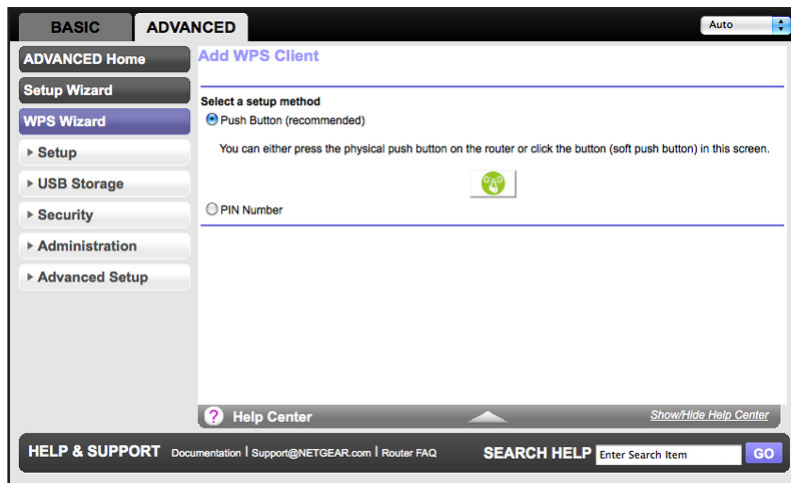 BASIC
ADVANCED
Auto
ADVANCED Home
Setup Wizard
WPS Wizard
Setup
USB Storage
Security
Administration
Advanced Setup
Add WPS Client
Select a setup method
Push Button (recommended)
You can either press the physical push button on the router or click the button (soft push button) in this screen.
PIN Number
? Help Center
Show/Hide Help Center
HELP & SUPPORT Documentation | Support@NETGEAR.com | Router FAQ
SEARCH HELP Enter Search Item GO